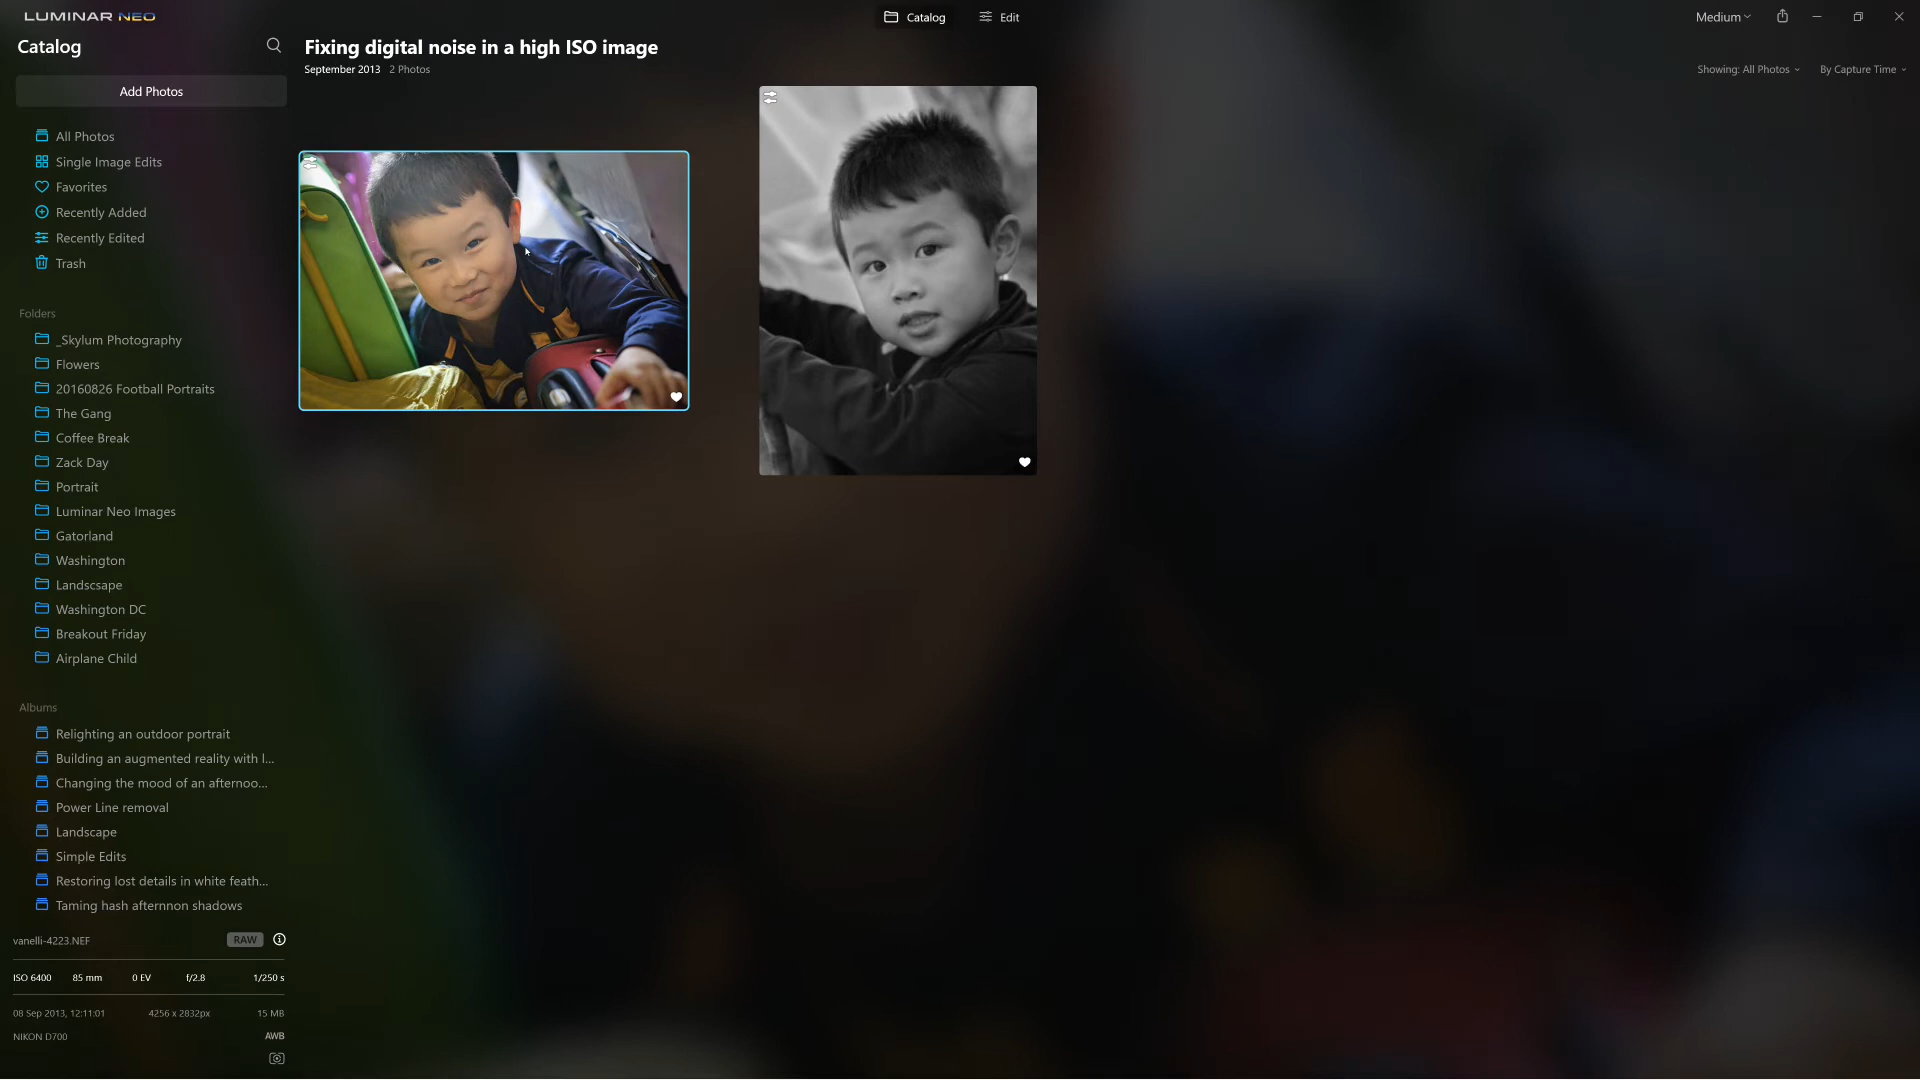 LUMINAR NEO
Catalog
Edit
Medium
Catalog
Fixing digital noise in a high ISO image
September 2013 2 Photos
Showing: All Photos
By Capture Time
Add Photos
All Photos
Single Image Edits
Favorites
Recently Added
Recently Edited
Trash
Folders
_Skylum Photography
Flowers
20160826 Football Portraits
The Gang
Coffee Break
Zack Day
Portrait
Luminar Neo Images
Gatorland
Washington
Landscsape
Washington DC
Breakout Friday
Airplane Child
Albums
Relighting an outdoor portrait
Building an augmented reality with l...
Changing the mood of an afternoo...
Power Line removal
Landscape
Simple Edits
Restoring lost details in white feath...
Taming hash afternnon shadows
vanelli-4223.NEF RAW
ISO 6400 85 mm 0 EV f/2.8 1/250 s
08 Sep 2013, 12:11:01 4256 x 2832px 15 MB
NIKON D700 AWB